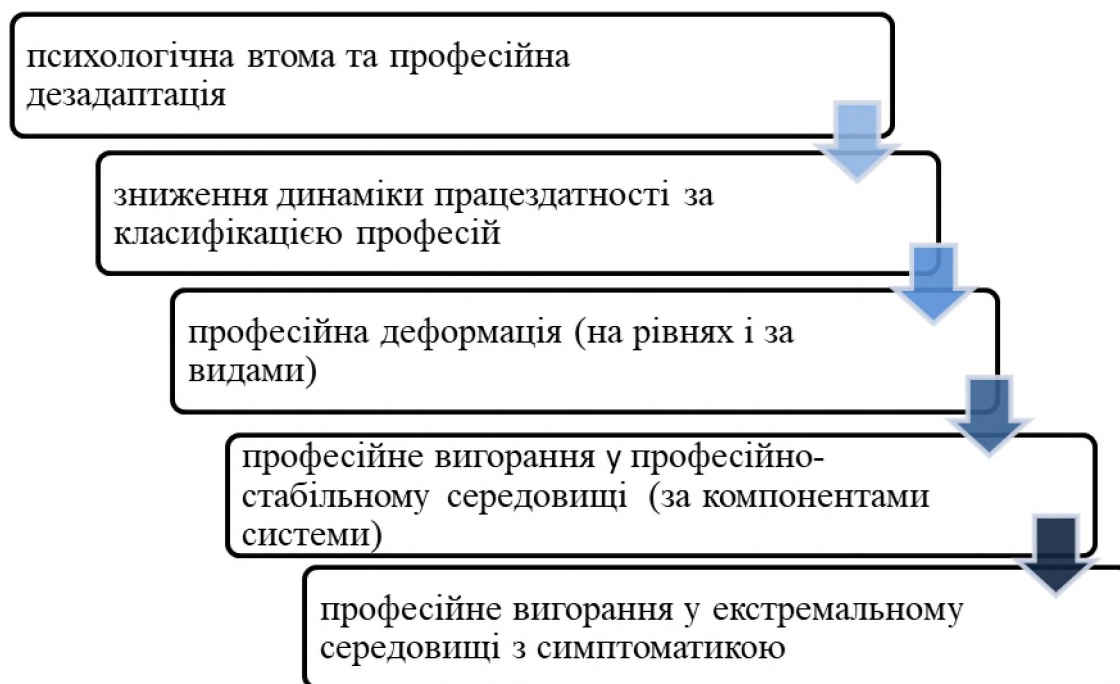 психологічна втома та професійна
дезадаптація
зниження динаміки працездатності за
класифікацією професій
професійна деформація (на рівнях і за
видами)
професійне вигорання у професійно-
стабільному середовищі (за компонентами
системи)
професійне вигорання у екстремальному
середовищі з симптоматикою